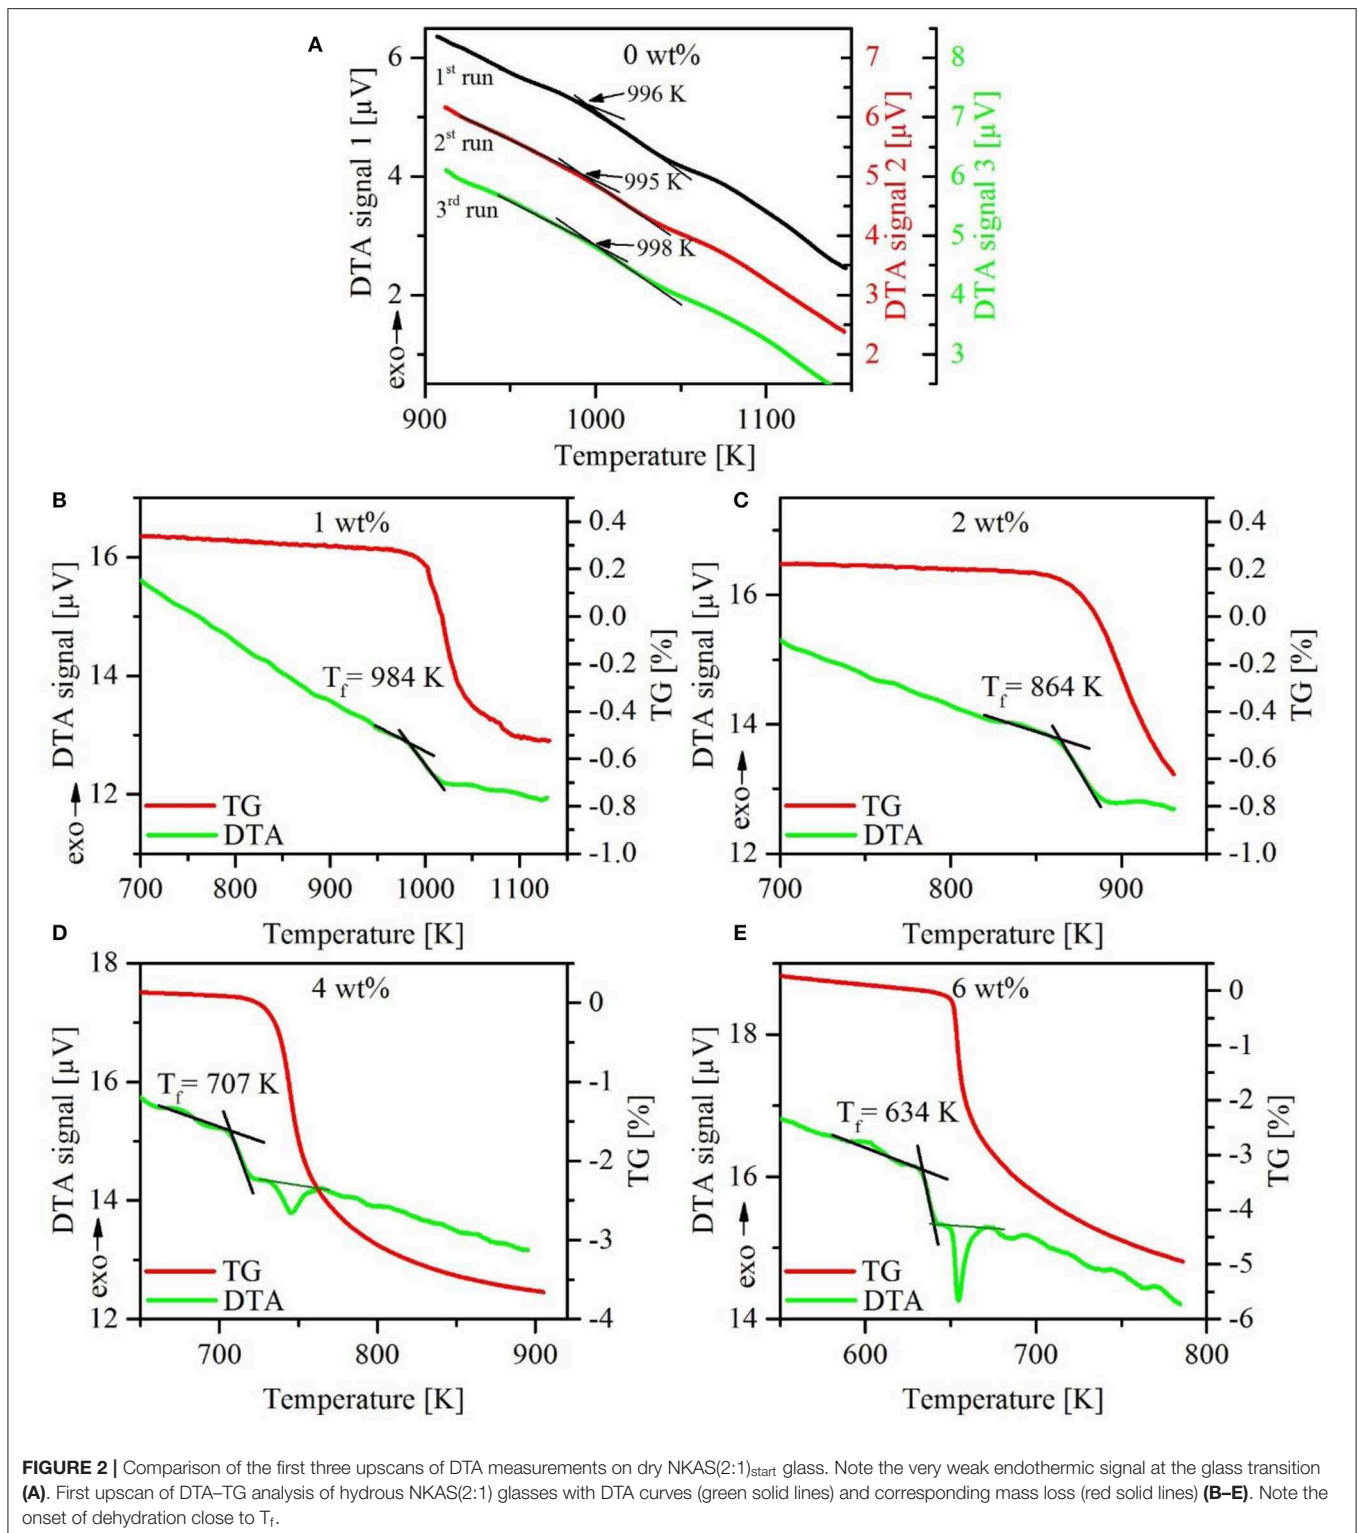 A
0 wt%
1st run
996 K
2st run
995 K
3rd run
998 K
DTA signal 1 [µV]
6
4
2
exo
DTA signal 2 [µV]
7
6
5
4
3
2
DTA signal 3 [µV]
8
7
6
5
4
3
900 1000 1100
Temperature [K]
B
1 wt%
DTA signal [µV]
16
14
12
exo
Tf= 984 K
TG
DTA
TG [%]
0.4
0.2
0.0
-0.2
-0.4
-0.6
-0.8
-1.0
700 800 900 1000 1100
Temperature [K]
C
2 wt%
DTA signal [µV]
16
14
12
exo
Tf= 864 K
TG
DTA
TG [%]
0.4
0.2
0.0
-0.2
-0.4
-0.6
-0.8
-1.0
700 800 900
Temperature [K]
D
4 wt%
DTA signal [µV]
18
16
14
12
exo
Tf= 707 K
TG
DTA
TG [%]
0
-1
-2
-3
-4
700 800 900
Temperature [K]
E
6 wt%
DTA signal [µV]
18
16
14
exo
Tf= 634 K
TG
DTA
TG [%]
0
-1
-2
-3
-4
-5
-6
600 700 800
Temperature [K]
FIGURE 2 | Comparison of the first three upscans of DTA measurements on dry NKAS(2:1)start glass. Note the very weak endothermic signal at the glass transition
(A). First upscan of DTA–TG analysis of hydrous NKAS(2:1) glasses with DTA curves (green solid lines) and corresponding mass loss (red solid lines) (B–E). Note the
onset of dehydration close to Tf.